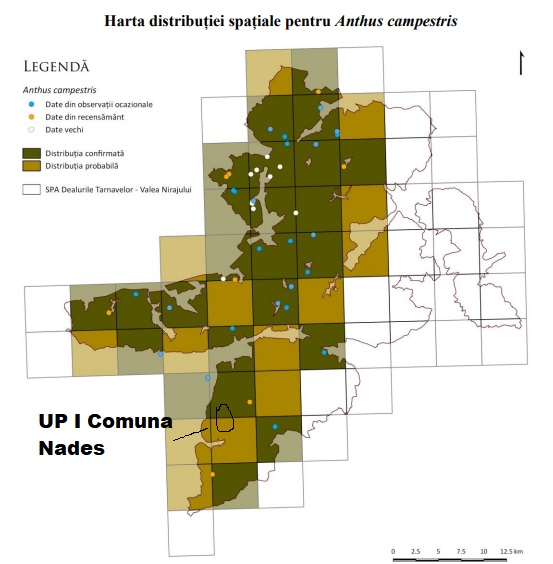 Harta distribuției spațiale pentru Anthus campestris
LEGENDĂ
Anthus campestris
Date din observații ocazionale
Date din recensământ
Date vechi
Distribuția confirmată
Distribuția probabilă
SPA Dealurile Tarnavelor - Valea Nirajului
UP I Comuna
Nades
0 2.5 5 7.5 10 12.5 km